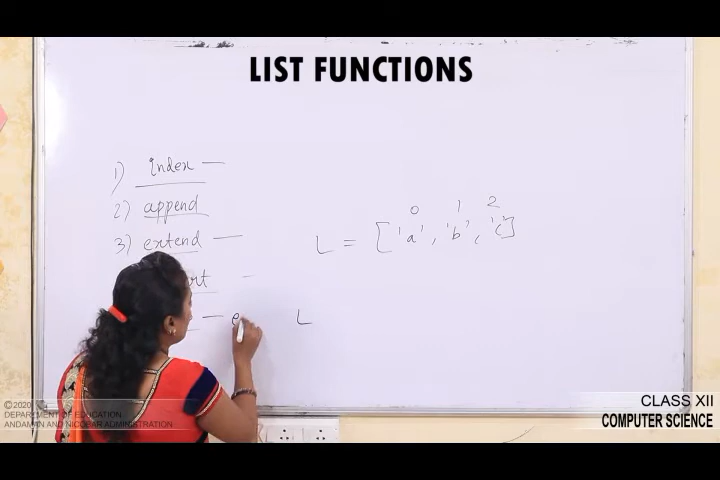 LIST FUNCTIONS
1) index —
2) append
3) extend —
rt —
— e
0 1 2
L = ['a', 'b', 'c']
L
©2020
DEPARTMENT OF EDUCATION
ANDAMAN AND NICOBAR ADMINISTRATION
CLASS XII
COMPUTER SCIENCE